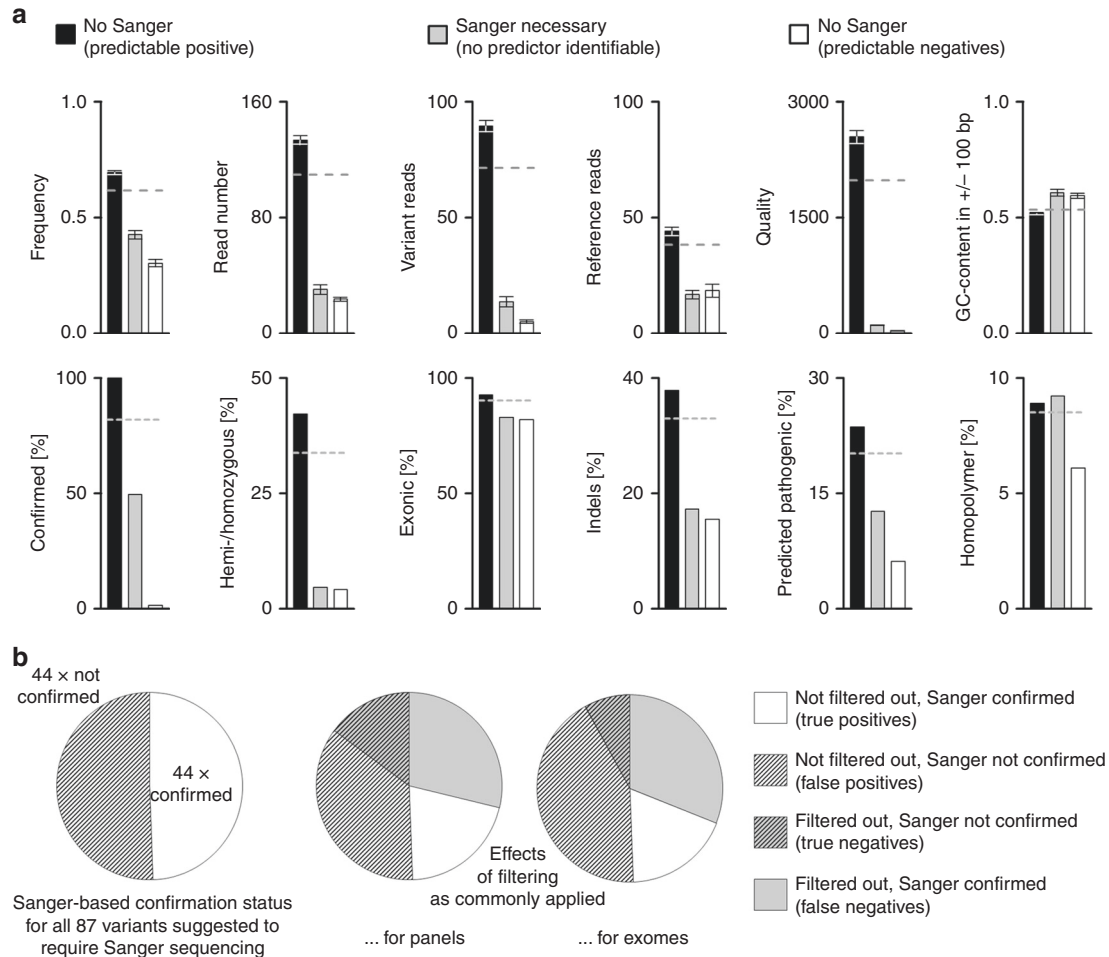 a
No Sanger
(predictable positive)
Sanger necessary
(no predictor identifiable)
No Sanger
(predictable negatives)
Frequency
1.0
0.5
0.0
Read number
160
80
0
Variant reads
100
50
0
Reference reads
100
50
0
Quality
3000
1500
0
GC-content in +/– 100 bp
1.0
0.5
0.0
Confirmed [%]
100
50
0
Hemi-/homozygous [%]
50
25
0
Exonic [%]
100
50
0
Indels [%]
40
20
0
Predicted pathogenic [%]
30
15
0
Homopolymer [%]
10
5
0
b
44 × not
confirmed
44 ×
confirmed
Sanger-based confirmation status
for all 87 variants suggested to
require Sanger sequencing
Effects
of filtering
as commonly applied
... for panels
... for exomes
Not filtered out, Sanger confirmed
(true positives)
Not filtered out, Sanger not confirmed
(false positives)
Filtered out, Sanger not confirmed
(true negatives)
Filtered out, Sanger confirmed
(false negatives)